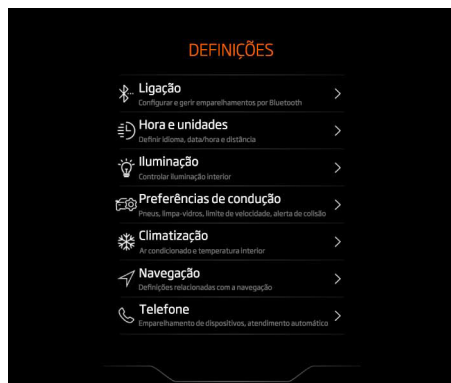 DEFINIÇÕES
Ligação
Configurar e gerir emparelhamentos por Bluetooth
Hora e unidades
Definir idioma, data/hora e distância
Iluminação
Controlar iluminação interior
Preferências de condução
Pneus, limpa-vidros, limite de velocidade, alerta de colisão
Climatização
Ar condicionado e temperatura interior
Navegação
Definições relacionadas com a navegação
Telefone
Emparelhamento de dispositivos, atendimento automático